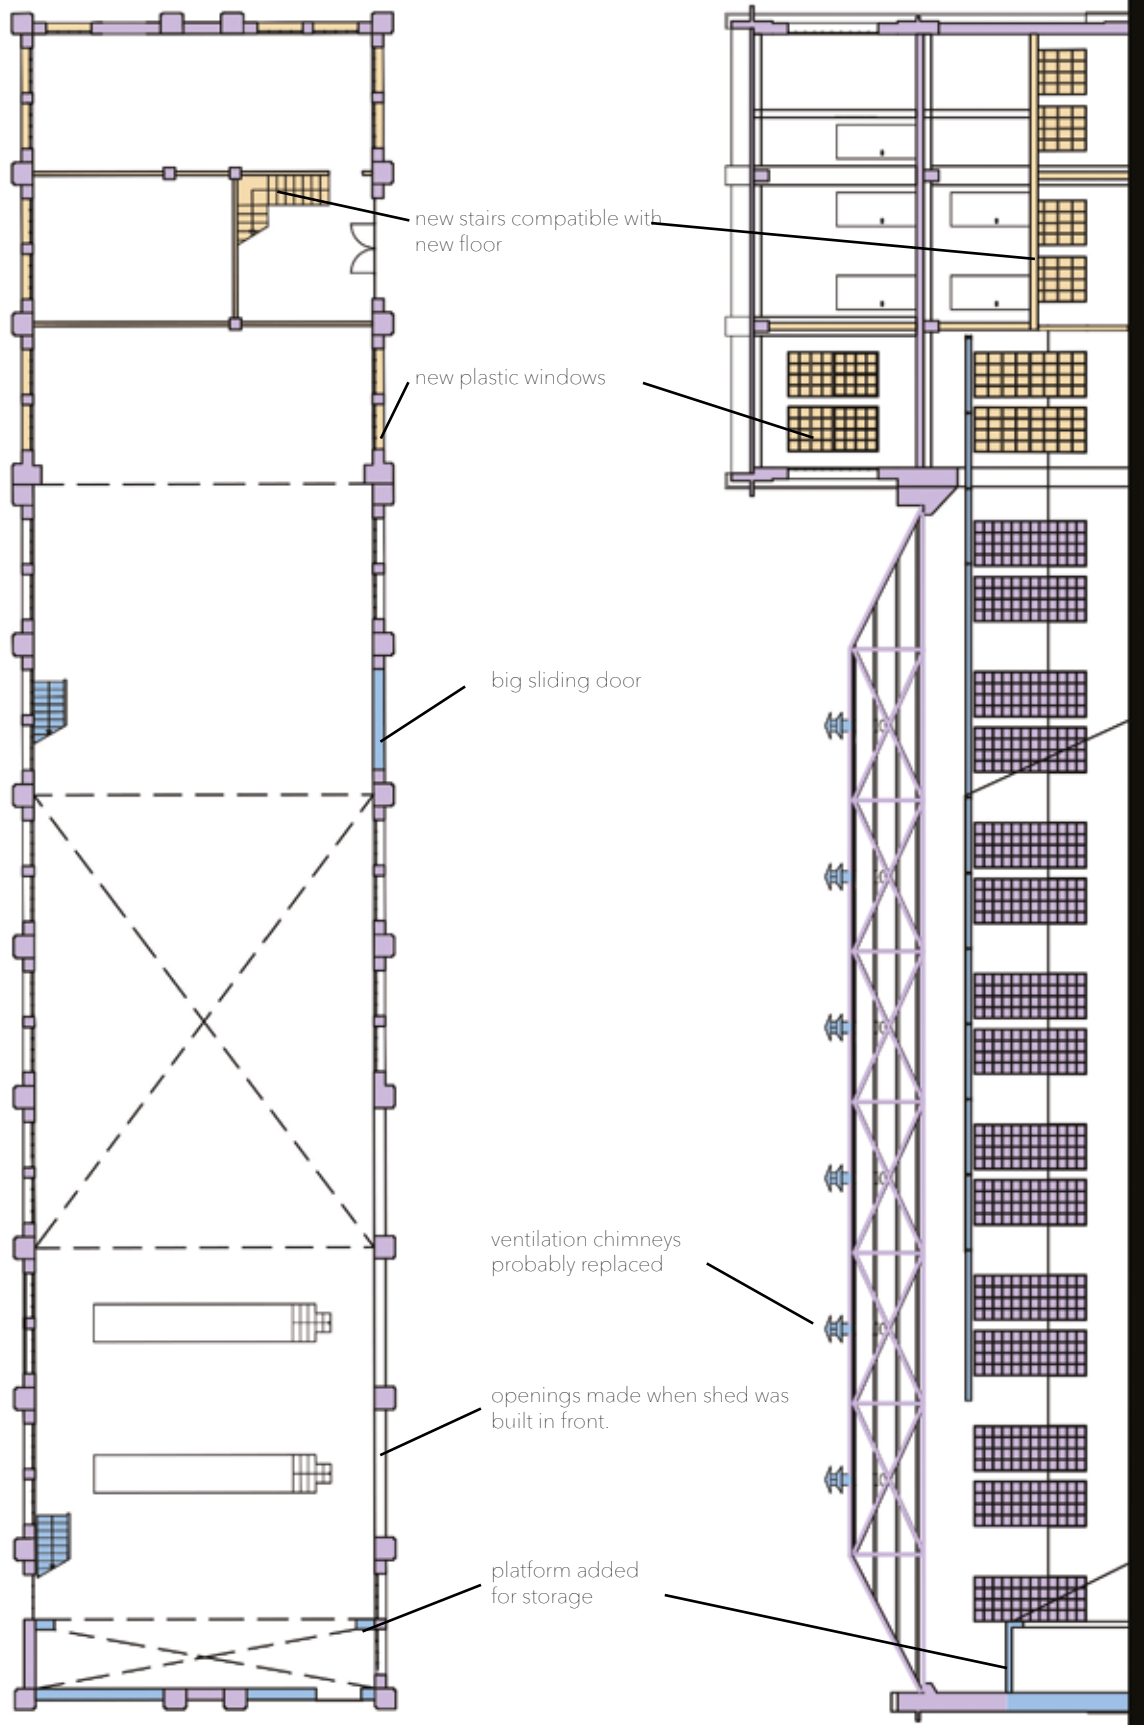 new stairs compatible with
new floor
new plastic windows
big sliding door
ventilation chimneys
probably replaced
openings made when shed was
built in front.
platform added
for storage